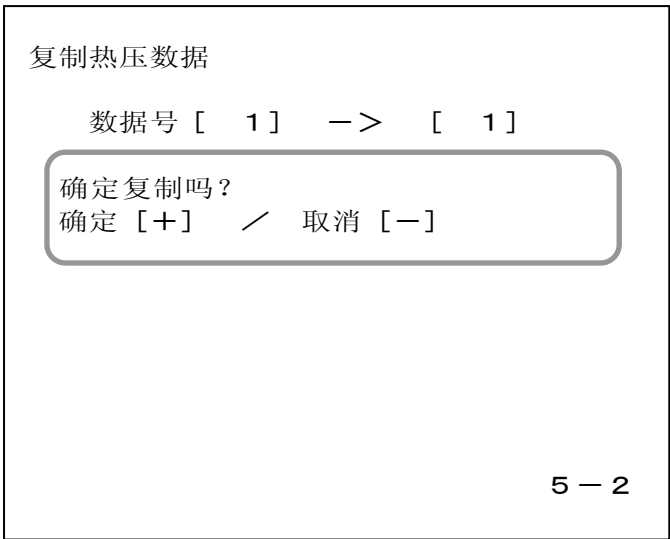 复制热压数据
数据号［　１］　－＞　［　１］
确定复制吗？
确定［＋］　／　取消［－］
５－２